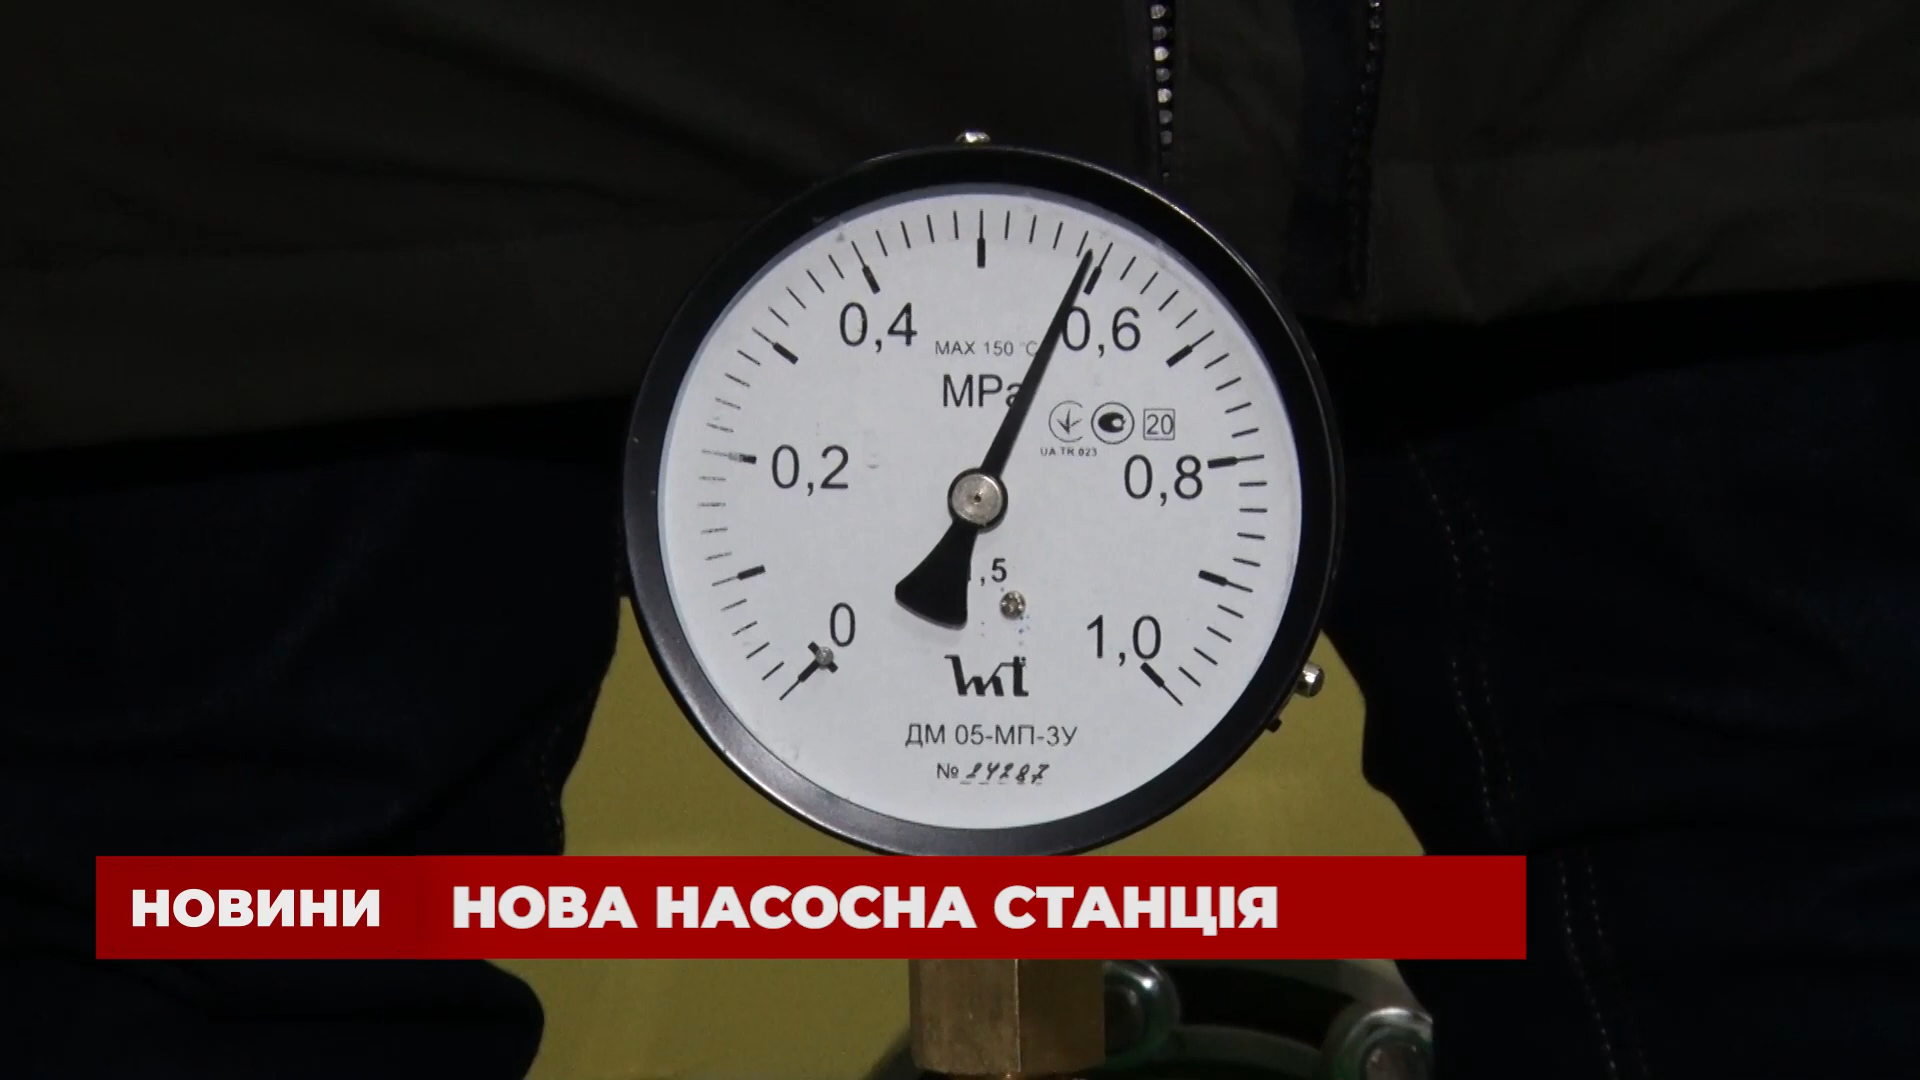 0,4
0,6
MAX 150 °C
MPa
20
UA.TR.023
0,2
0,8
,5
0
1,0
ДМ 05-МП-3У
№ 24287
НОВИНИ НОВА НАСОСНА СТАНЦІЯ